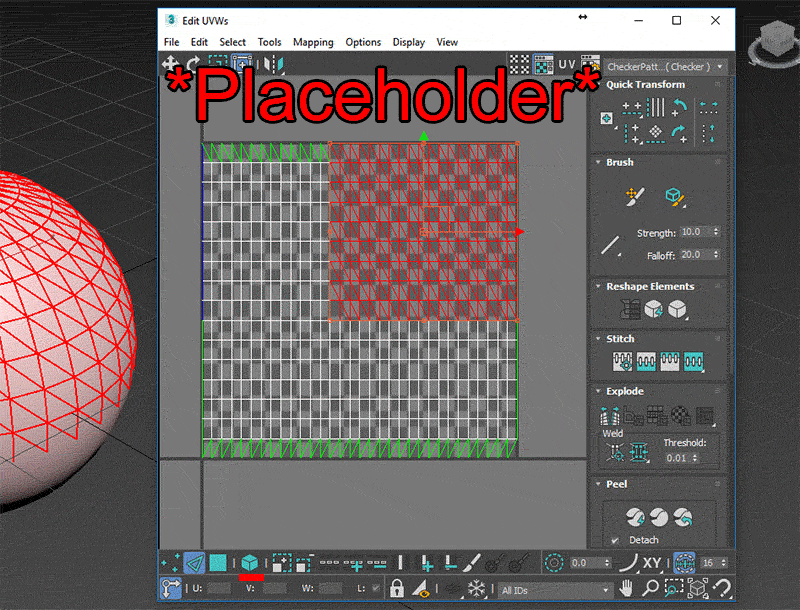 3 Edit UVWs
File Edit Select Tools Mapping Options Display View
UV CheckerPatt...( Checker )
*Placeholder*
Quick Transform
Brush
Strength: 10.0
Falloff: 20.0
Reshape Elements
Stitch
Explode
Weld
Threshold:
0.01
Peel
Detach
0.0 XY 16
U: V: W: L: All IDs